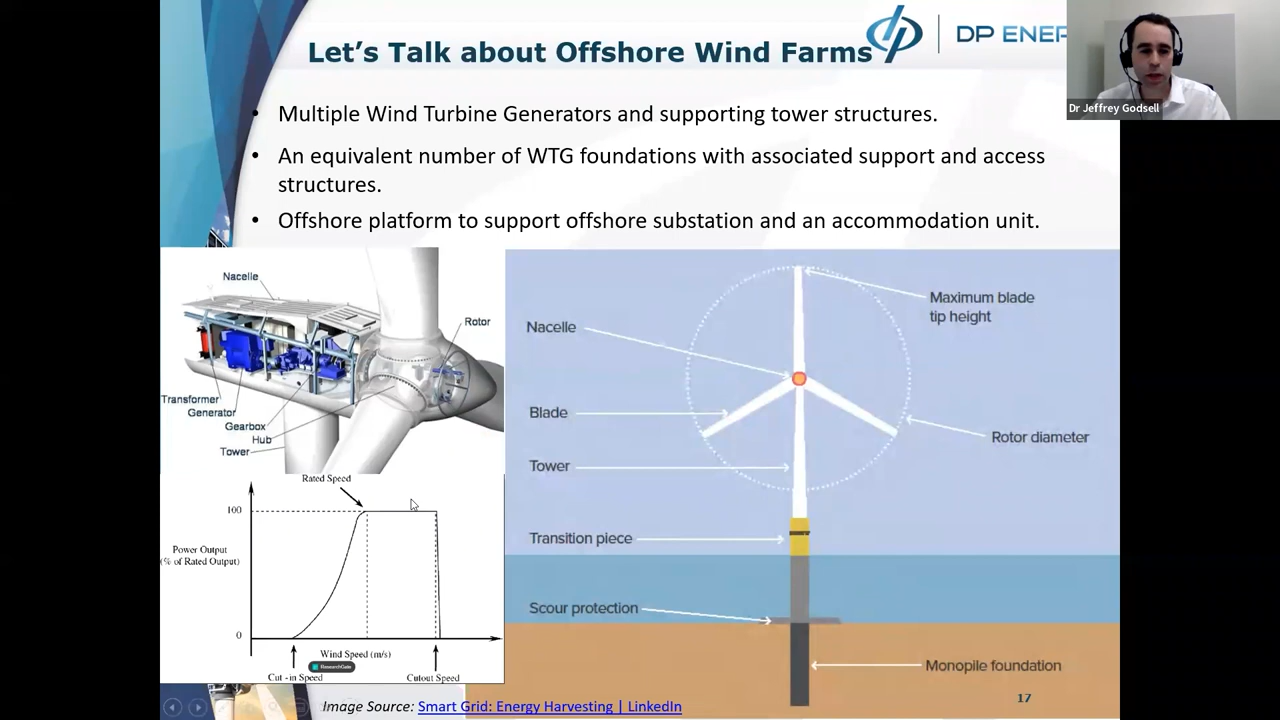 Let's Talk about Offshore Wind Farms
DP ENER
Dr Jeffrey Godsell
• Multiple Wind Turbine Generators and supporting tower structures.
• An equivalent number of WTG foundations with associated support and access
structures.
• Offshore platform to support offshore substation and an accommodation unit.
Nacelle
Rotor
Transformer
Generator
Gearbox
Hub
Tower
Rated Speed
100
Power Output
(% of Rated Output)
0
Wind Speed (m/s)
ResearchGate
Cut-in Speed
Cutout Speed
Maximum blade
tip height
Nacelle
Blade
Rotor diameter
Tower
Transition piece
Scour protection
Monopile foundation
Image Source: Smart Grid: Energy Harvesting | LinkedIn
17